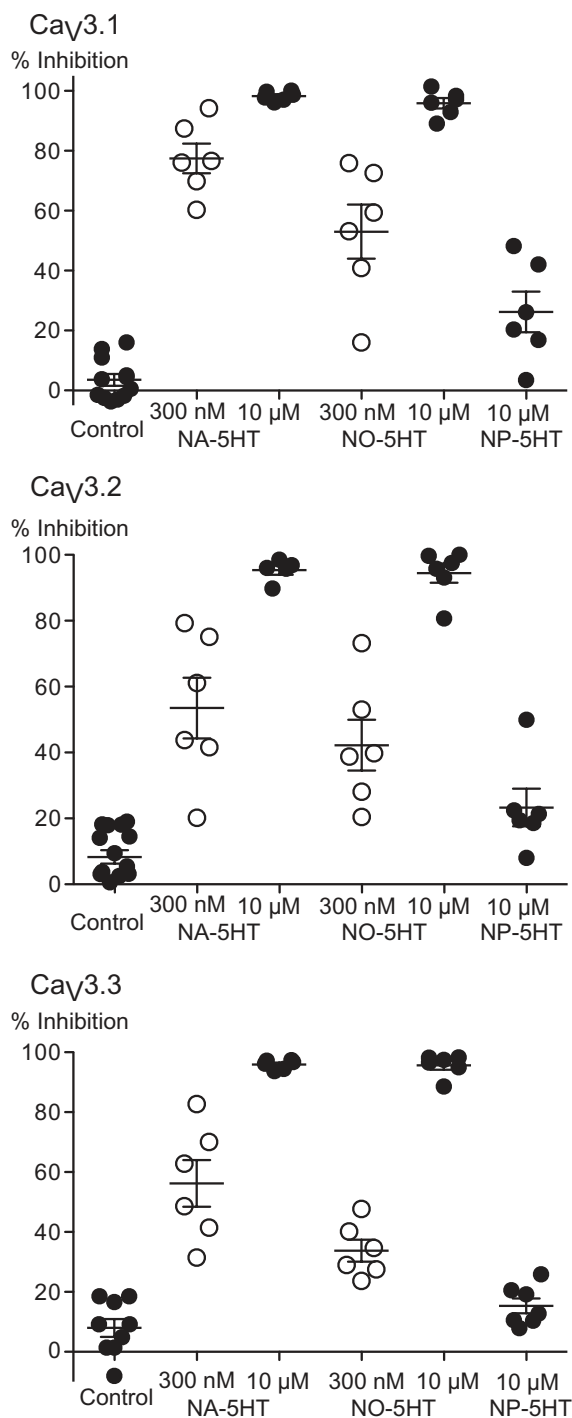 CaV3.1
% Inhibition
100
80
60
40
20
0
Control
300 nM
10 µM
300 nM
10 µM
10 µM
NA-5HT
NO-5HT
NP-5HT
CaV3.2
% Inhibition
100
80
60
40
20
0
Control
300 nM
10 µM
300 nM
10 µM
10 µM
NA-5HT
NO-5HT
NP-5HT
CaV3.3
% Inhibition
100
80
60
40
20
0
Control
300 nM
10 µM
300 nM
10 µM
10 µM
NA-5HT
NO-5HT
NP-5HT